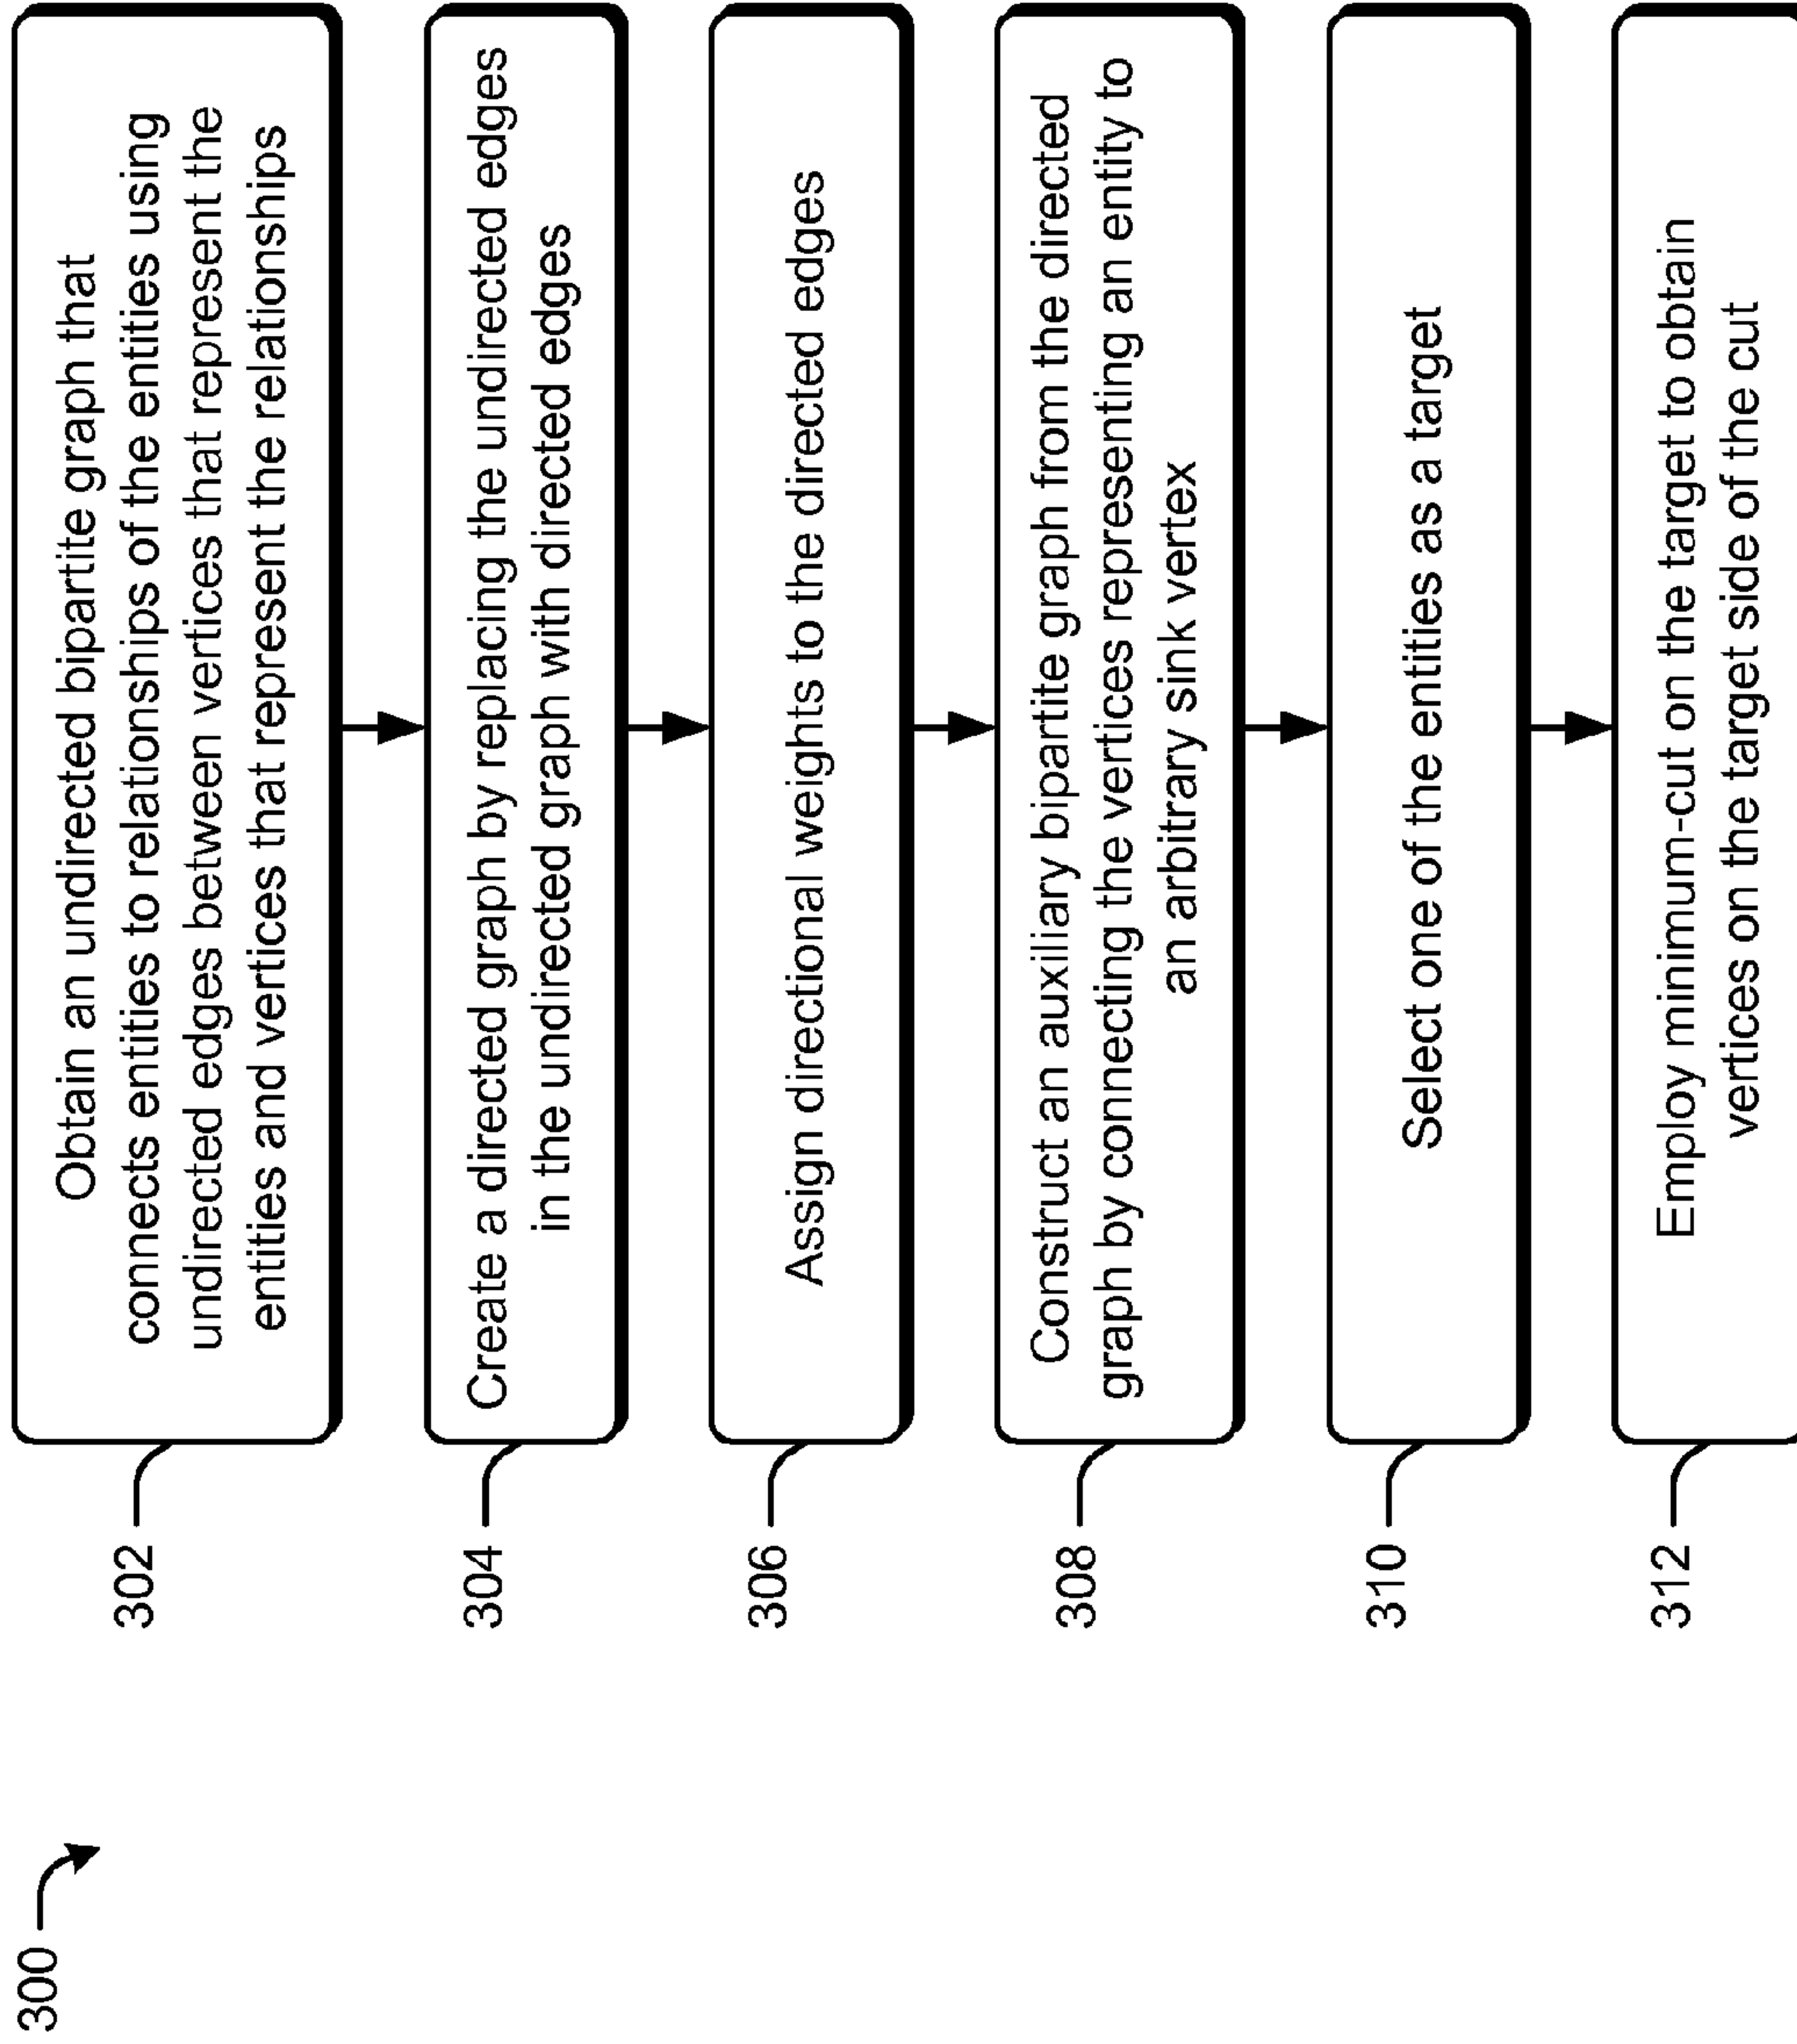 300
302
Obtain an undirected bipartite graph that
connects entities to relationships of the entities using
undirected edges between vertices that represent the
entities and vertices that represent the relationships
304
Create a directed graph by replacing the undirected edges
in the undirected graph with directed edges
306
Assign directional weights to the directed edges
308
Construct an auxiliary bipartite graph from the directed
graph by connecting the vertices representing an entity to
an arbitrary sink vertex
310
Select one of the entities as a target
312
Employ minimum-cut on the target to obtain
vertices on the target side of the cut